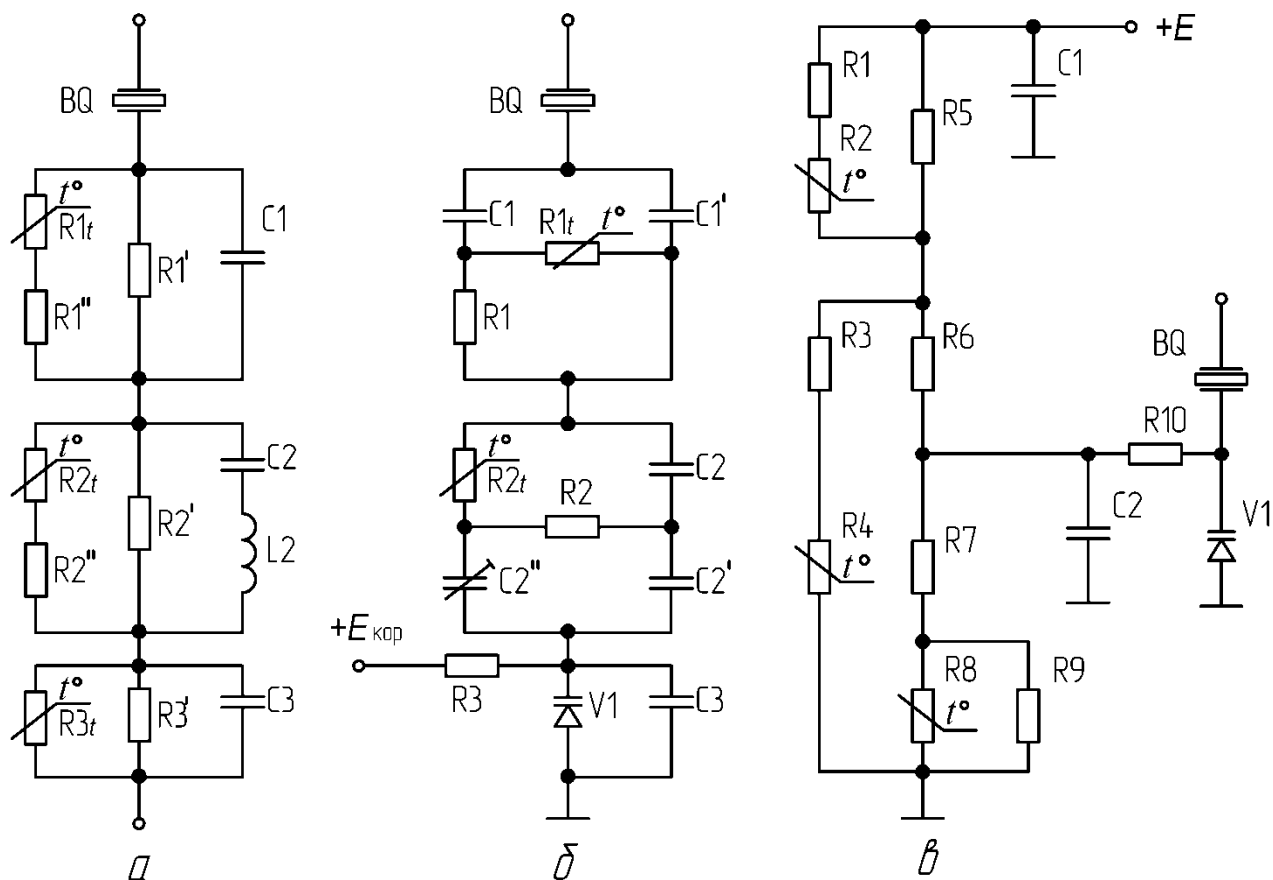 BQ
t°
R1t
R1'
C1
R1"
t°
R2t
R2'
C2
R2"
L2
t°
R3t
R3'
C3
а
BQ
C1
R1t
t°
C1'
R1
t°
R2t
R2
C2
C2"
C2'
+Eкор
R3
V1
C3
б
+E
R1
C1
R2
t°
R5
R3
R6
BQ
R10
R4
t°
R7
C2
V1
R8
t°
R9
в